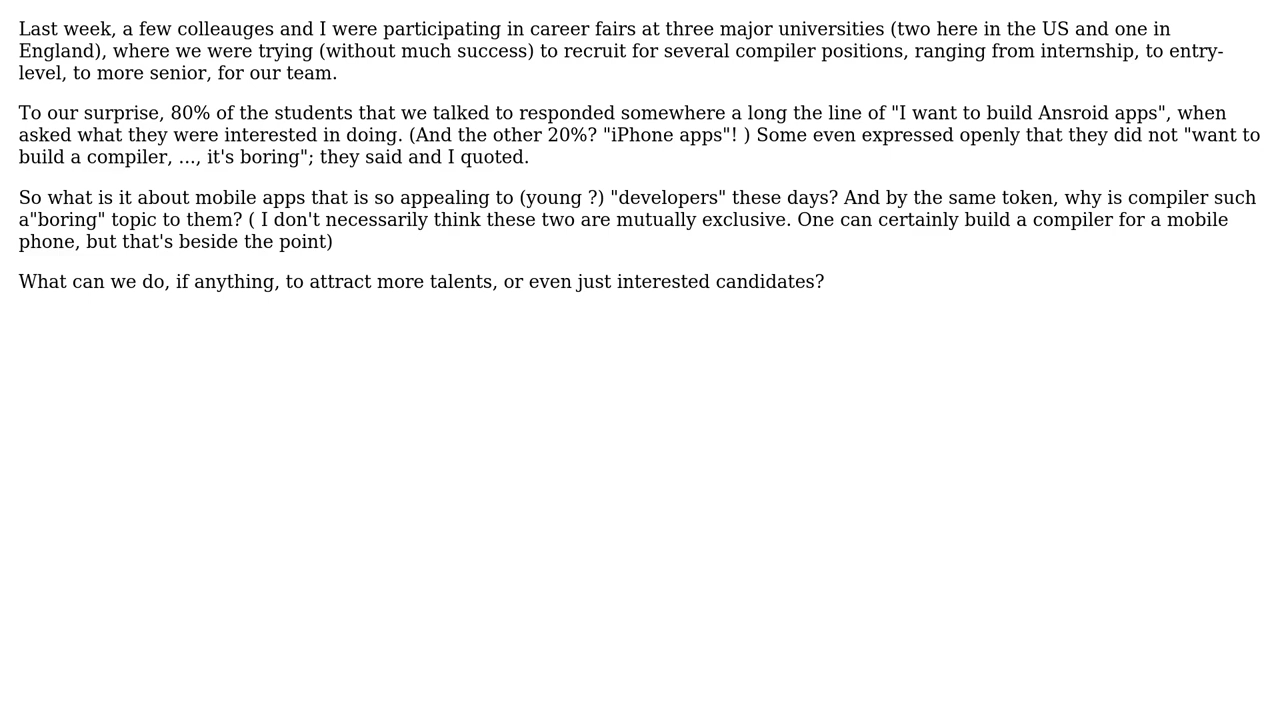 Last week, a few colleauges and I were participating in career fairs at three major universities (two here in the US and one in
England), where we were trying (without much success) to recruit for several compiler positions, ranging from internship, to entry-
level, to more senior, for our team.
To our surprise, 80% of the students that we talked to responded somewhere a long the line of "I want to build Ansroid apps", when
asked what they were interested in doing. (And the other 20%? "iPhone apps"! ) Some even expressed openly that they did not "want to
build a compiler, ..., it's boring"; they said and I quoted.
So what is it about mobile apps that is so appealing to (young ?) "developers" these days? And by the same token, why is compiler such
a"boring" topic to them? ( I don't necessarily think these two are mutually exclusive. One can certainly build a compiler for a mobile
phone, but that's beside the point)
What can we do, if anything, to attract more talents, or even just interested candidates?